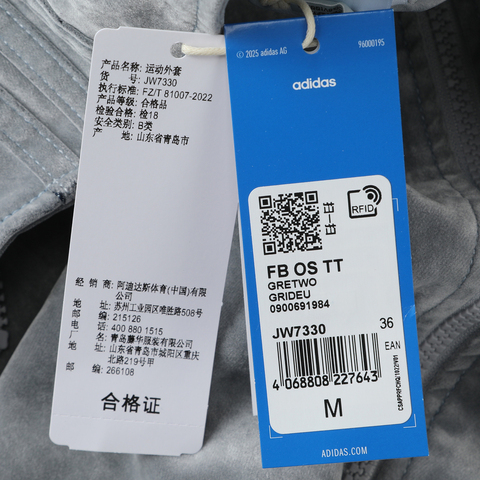 产品名称: 运动外套
货 号: JW7330
执行标准: FZ/T 81007-2022
产品等级: 合格品
检验合格: 检18
安全类别: B类
产 地: 山东省青岛市
经 销 商: 阿迪达斯体育(中国)有限
公司
地 址: 苏州工业园区唯胜路508号
邮 编: 215126
电 话: 400 880 1515
厂 名: 青岛藤华服装有限公司
地 址: 山东省青岛市城阳区重庆
北路219号甲
邮 编: 266108
合格证
© 2025 adidas AG
96000195
adidas
RFID
FB OS TT
GRETWO
GRIDEU
0900691984
JW7330
36
EAN
4 068808 227643
M
ADIDAS.COM